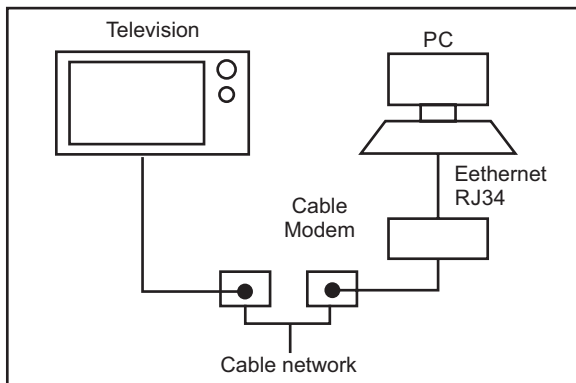 Television
PC
Eethernet
RJ34
Cable
Modem
Cable network